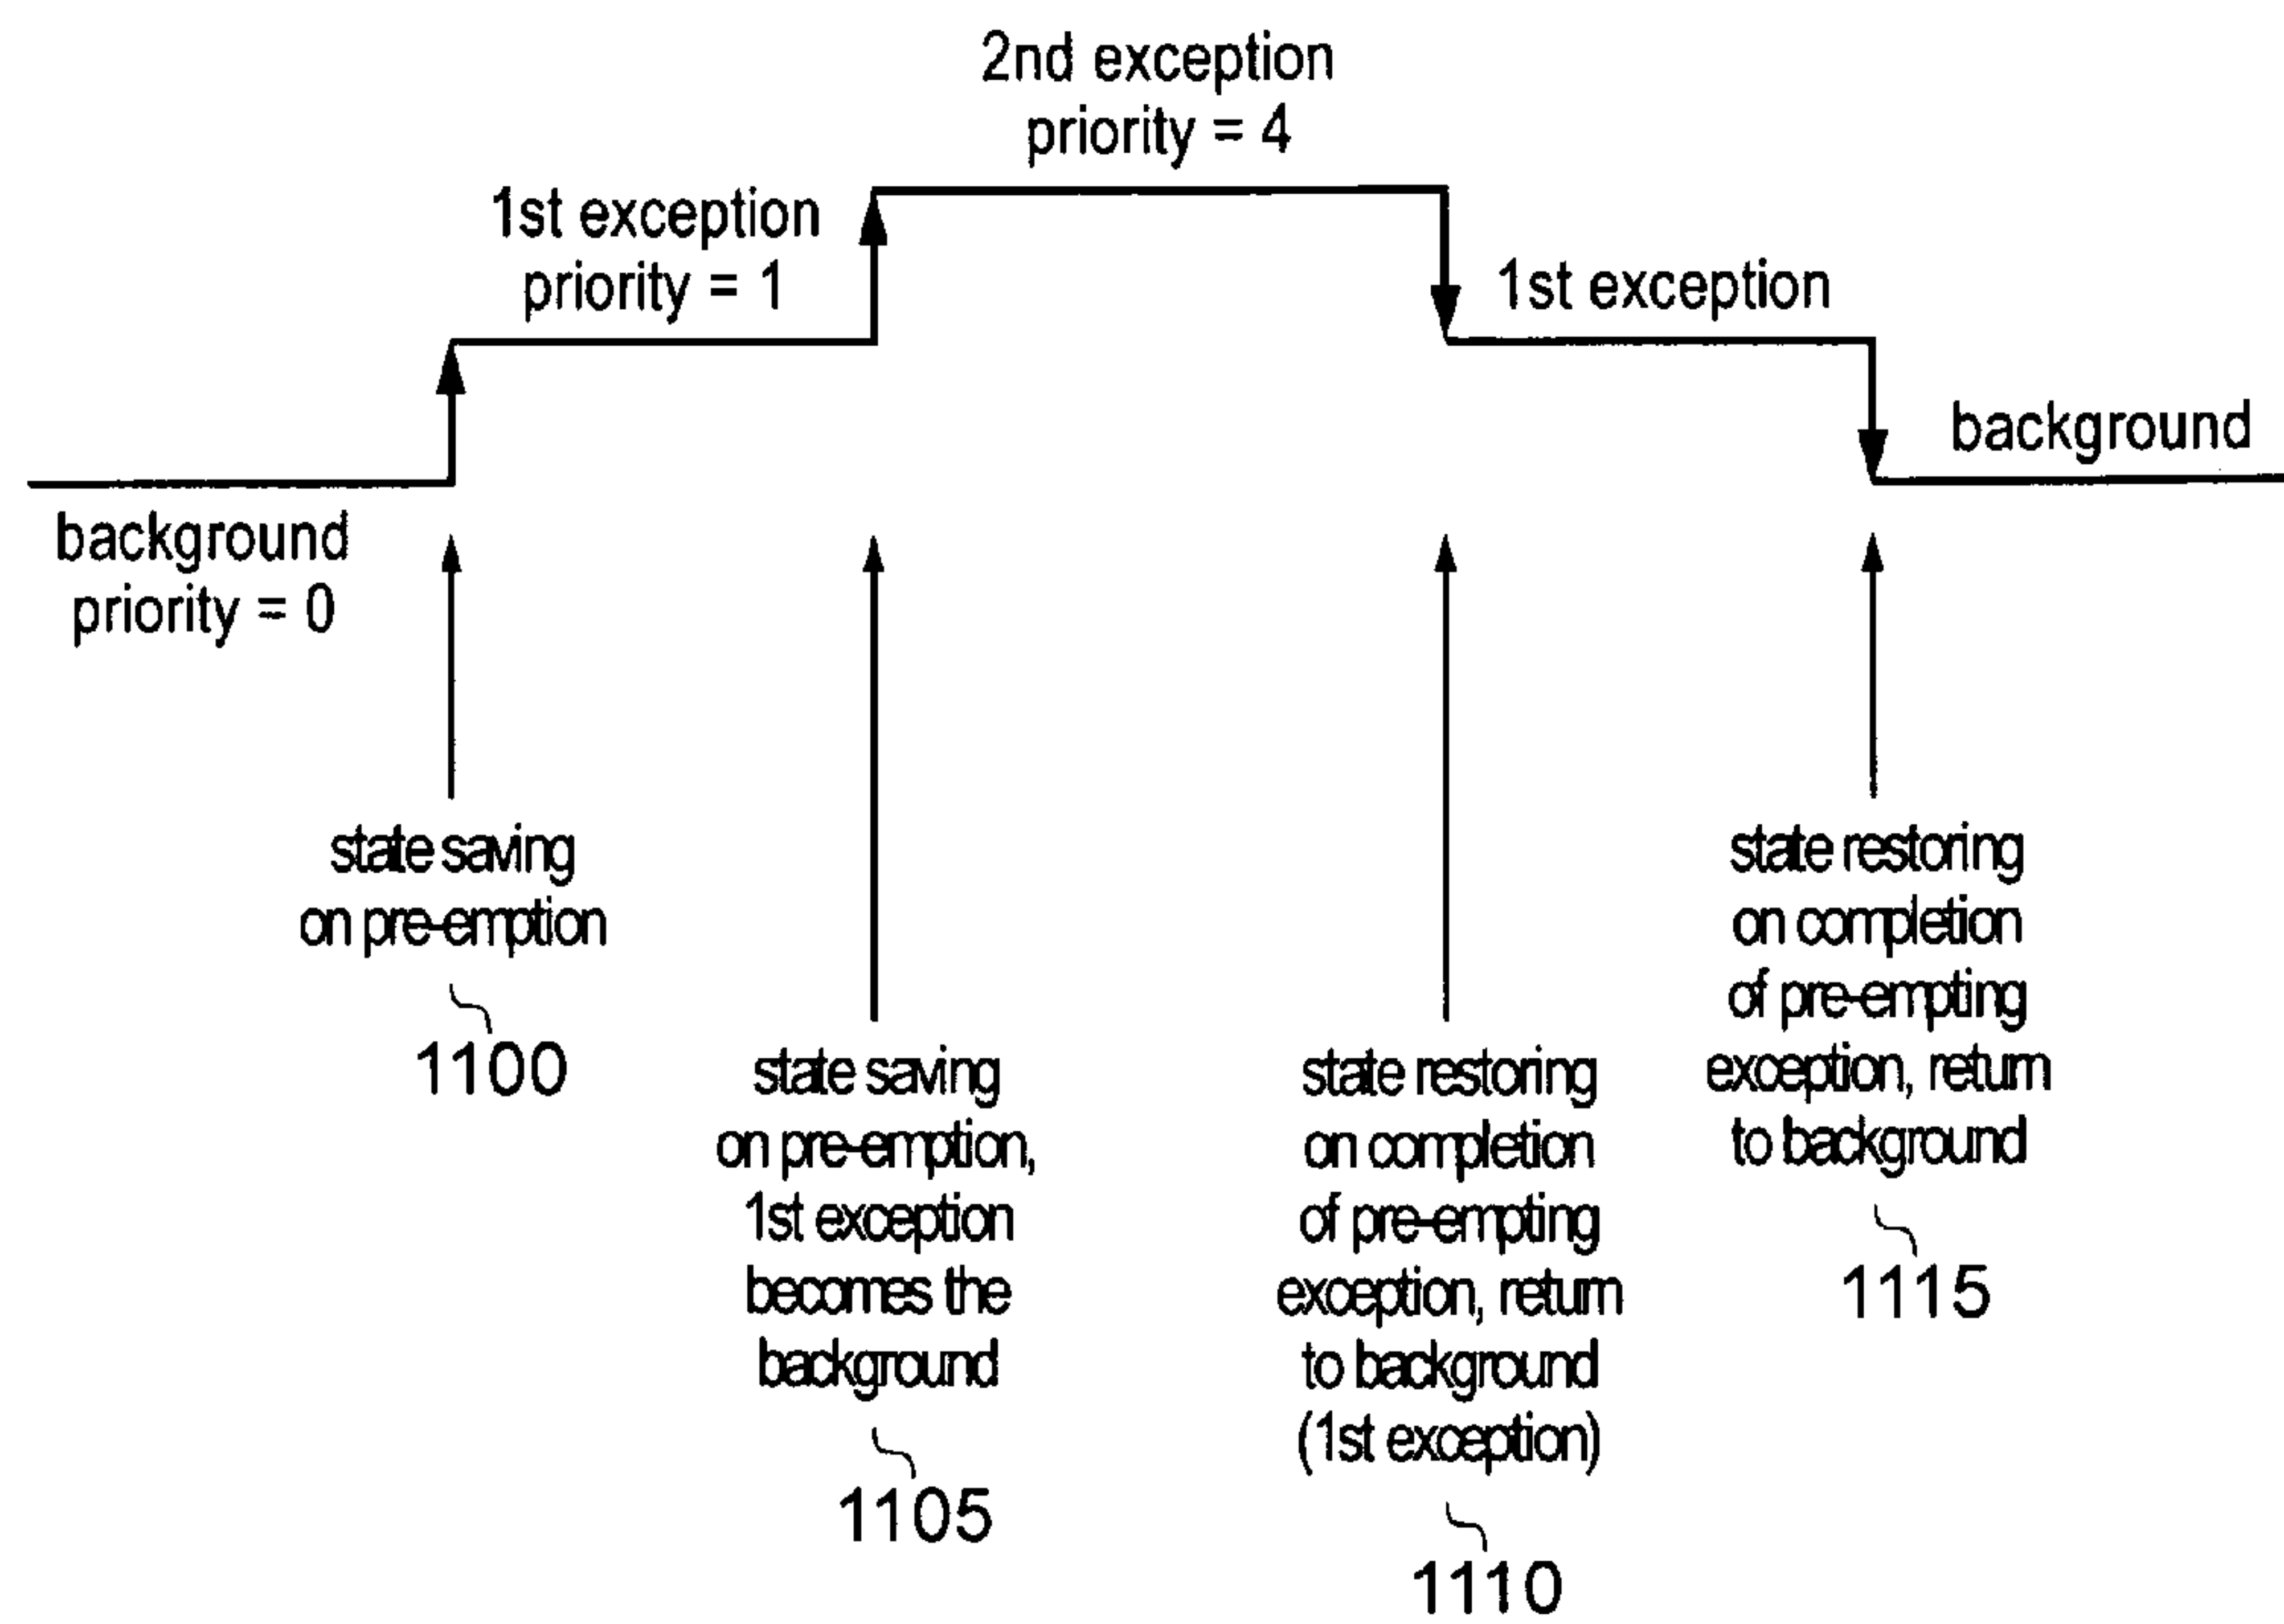 2nd exception
priority = 4
1st exception
priority = 1
1st exception
background
background
priority = 0
state saving
on pre-emption
1100
state saving
on pre-emption,
1st exception
becomes the
background
1105
state restoring
on completion
of pre-empting
exception, return
to background
(1st exception)
1110
state restoring
on completion
of pre-empting
exception, return
to background
1115